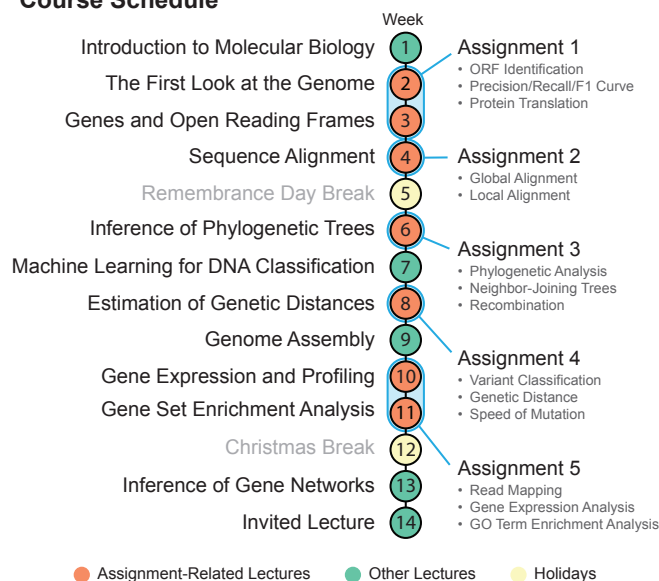 Course Schedule
Week
Introduction to Molecular Biology 1
The First Look at the Genome 2
Genes and Open Reading Frames 3
Sequence Alignment 4
Remembrance Day Break 5
Inference of Phylogenetic Trees 6
Machine Learning for DNA Classification 7
Estimation of Genetic Distances 8
Genome Assembly 9
Gene Expression and Profiling 10
Gene Set Enrichment Analysis 11
Christmas Break 12
Inference of Gene Networks 13
Invited Lecture 14
Assignment 1
• ORF Identification
• Precision/Recall/F1 Curve
• Protein Translation
Assignment 2
• Global Alignment
• Local Alignment
Assignment 3
• Phylogenetic Analysis
• Neighbor-Joining Trees
• Recombination
Assignment 4
• Variant Classification
• Genetic Distance
• Speed of Mutation
Assignment 5
• Read Mapping
• Gene Expression Analysis
• GO Term Enrichment Analysis
Assignment-Related Lectures Other Lectures Holidays